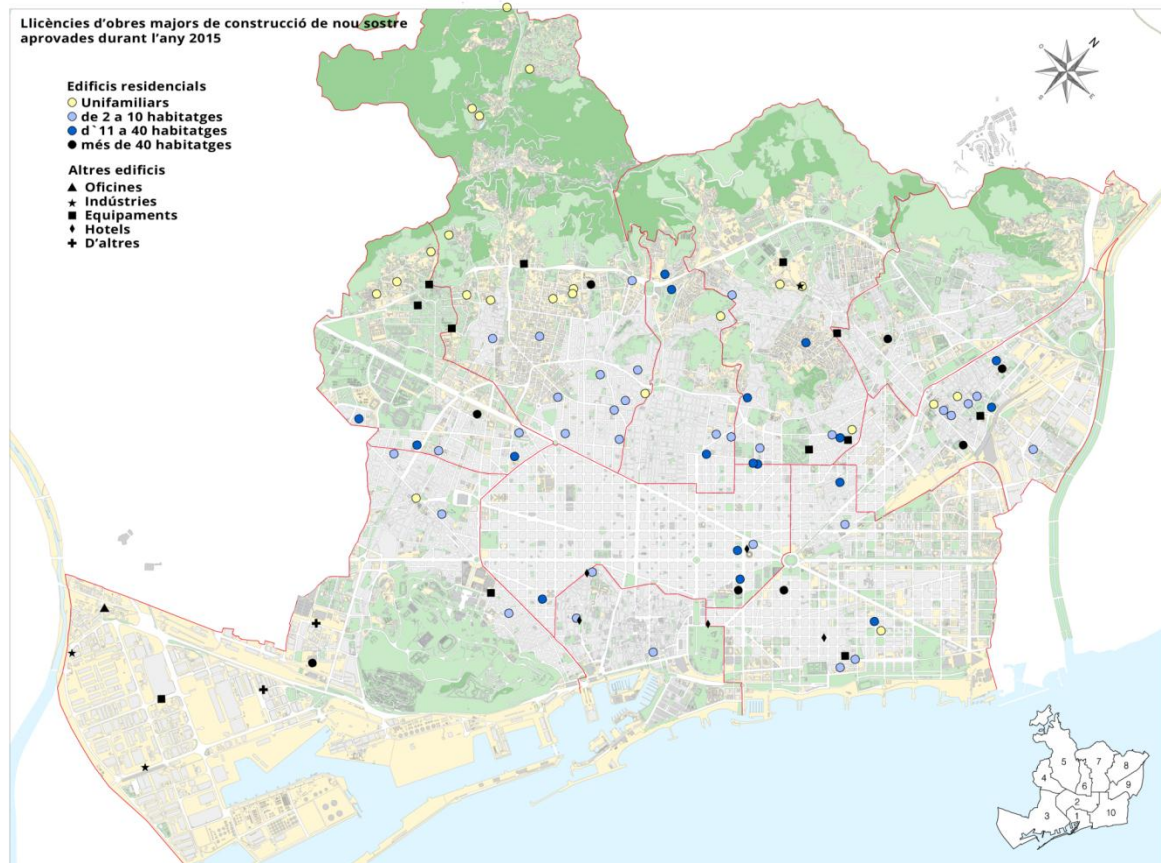 Llicències d'obres majors de construcció de nou sostre
aprovades durant l'any 2015
Edificis residencials
Unifamiliars
de 2 a 10 habitatges
d`11 a 40 habitatges
més de 40 habitatges
Altres edificis
Oficines
Indústries
Equipaments
Hotels
D'altres
N
O
E
S
5
7
8
4
6
9
2
3
1
10